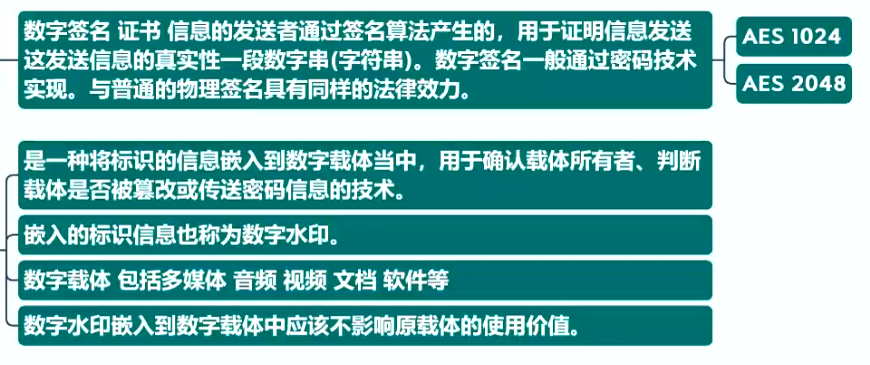 数字签名 证书 信息的发送者通过签名算法产生的，用于证明信息发送
这发送信息的真实性一段数字串(字符串)。数字签名一般通过密码技术
实现。与普通的物理签名具有同样的法律效力。
AES 1024
AES 2048
是一种将标识的信息嵌入到数字载体当中，用于确认载体所有者、判断
载体是否被篡改或传送密码信息的技术。
嵌入的标识信息也称为数字水印。
数字载体 包括多媒体 音频 视频 文档 软件等
数字水印嵌入到数字载体中应该不影响原载体的使用价值。